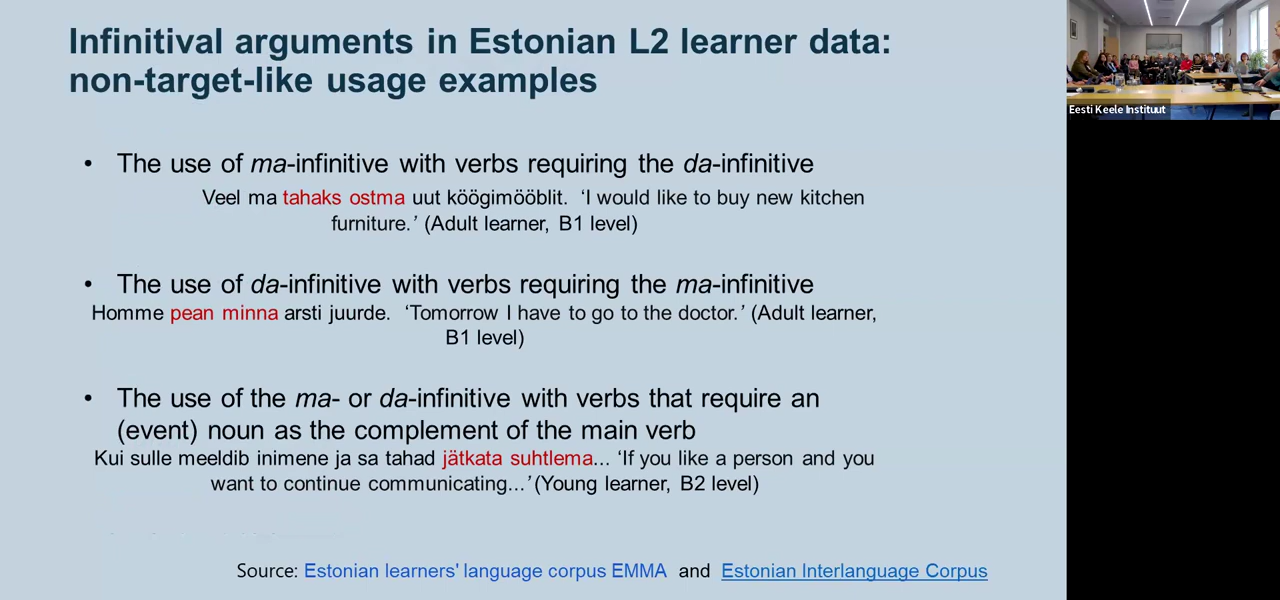 Infinitival arguments in Estonian L2 learner data:
non-target-like usage examples
Eesti Keele Instituut
• The use of ma-infinitive with verbs requiring the da-infinitive
Veel ma tahaks ostma uut köögimööblit. ‘I would like to buy new kitchen
furniture.’ (Adult learner, B1 level)
• The use of da-infinitive with verbs requiring the ma-infinitive
Homme pean minna arsti juurde. ‘Tomorrow I have to go to the doctor.’ (Adult learner,
B1 level)
• The use of the ma- or da-infinitive with verbs that require an
(event) noun as the complement of the main verb
Kui sulle meeldib inimene ja sa tahad jätkata suhtlema... ‘If you like a person and you
want to continue communicating...’ (Young learner, B2 level)
Source: Estonian learners' language corpus EMMA and Estonian Interlanguage Corpus